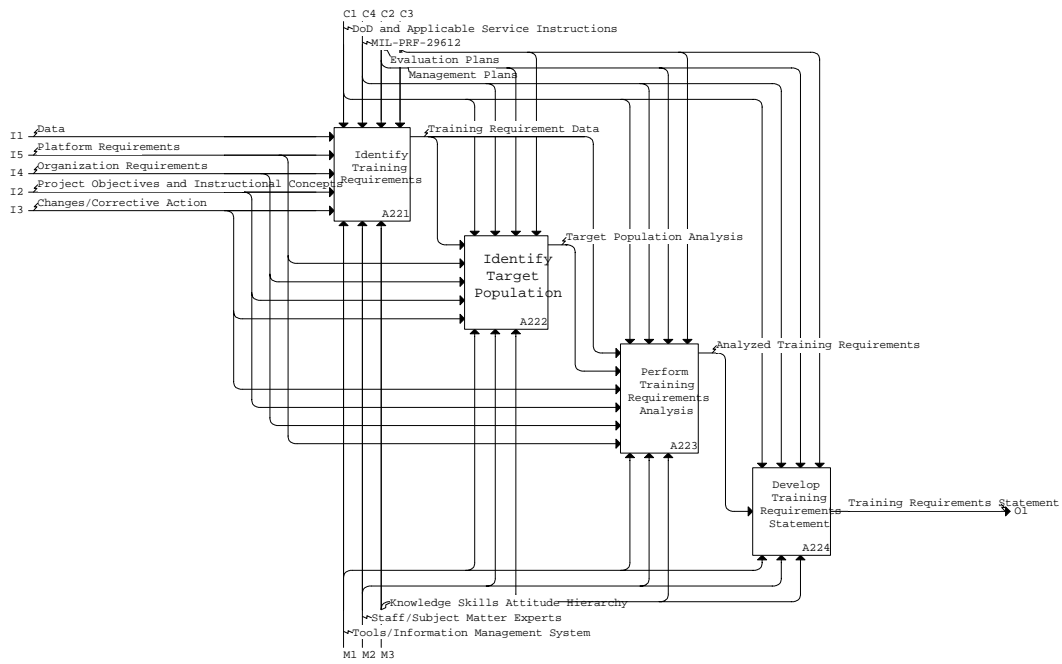 C1 C4 C2 C3
DoD and Applicable Service Instructions
MIL-PRF-29612
Evaluation Plans
Management Plans
I1 Data
I5 Platform Requirements
I4 Organization Requirements
I2 Project Objectives and Instructional Concepts
I3 Changes/Corrective Action
Identify
Training
Requirements
A221
Training Requirement Data
Identify
Target
Population
A222
Target Population Analysis
Perform
Training
Requirements
Analysis
A223
Analyzed Training Requirements
Develop
Training
Requirements
Statement
A224
Training Requirements Statement
O1
Knowledge Skills Attitude Hierarchy
Staff/Subject Matter Experts
Tools/Information Management System
M1 M2 M3